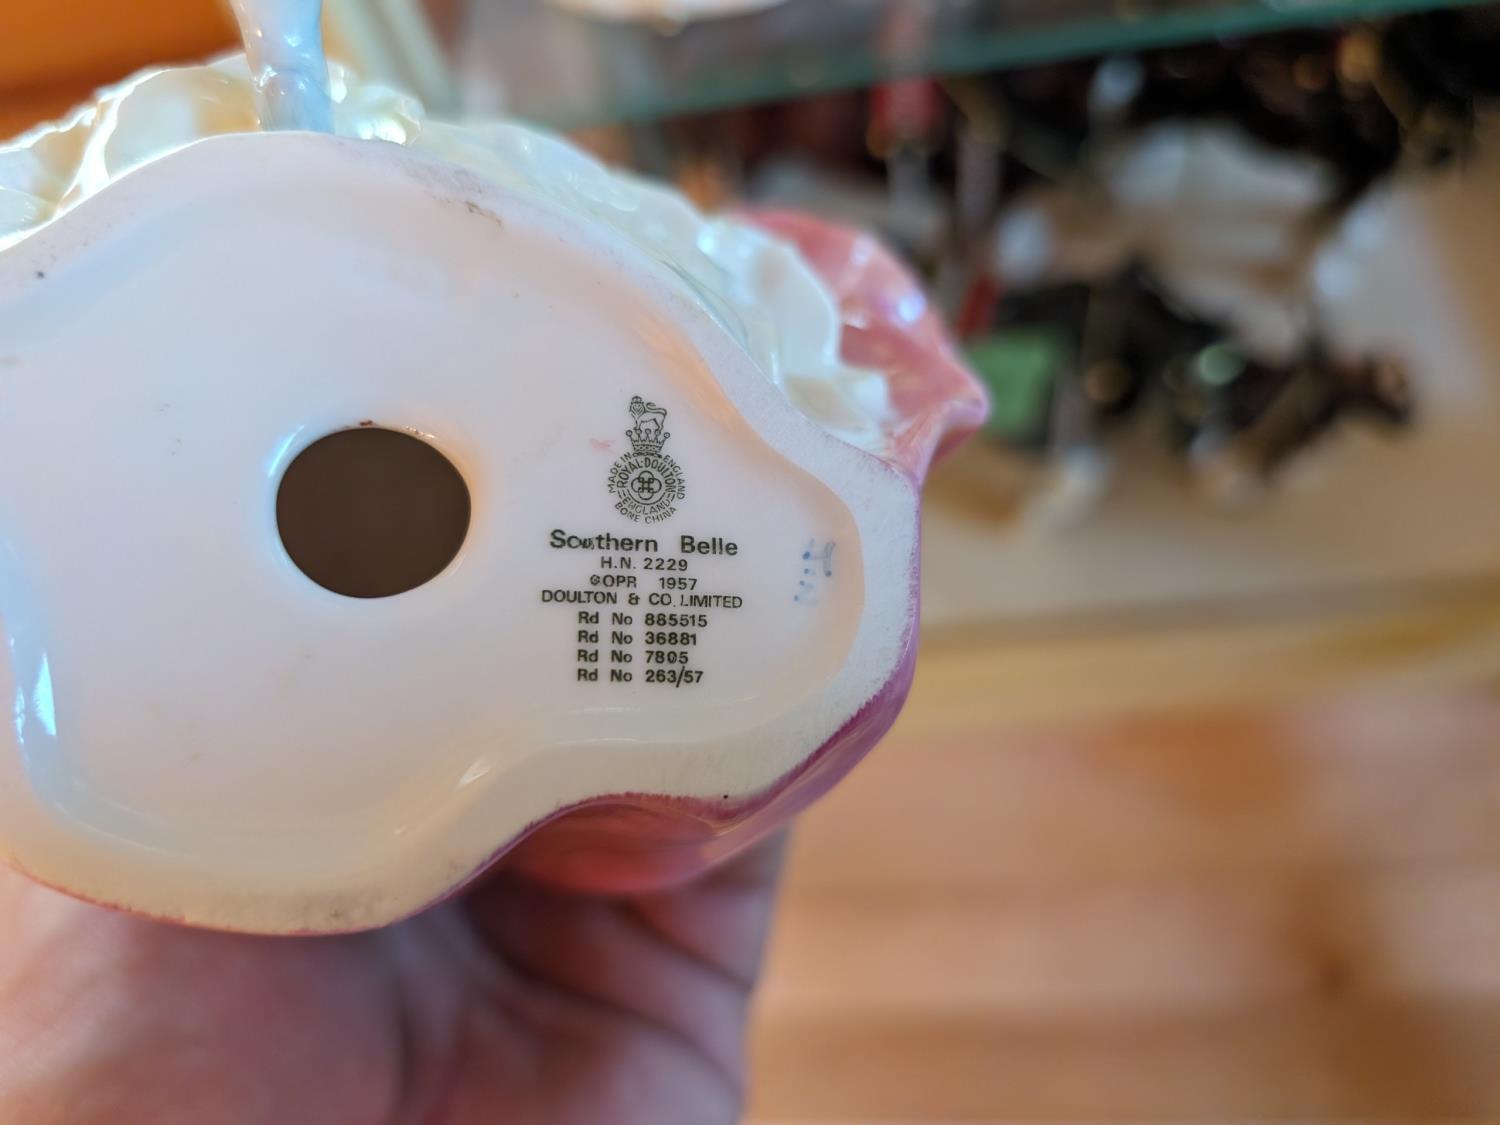 MADE IN ENGLAND
ROYAL·DOULTON
ENGLAND
BONE CHINA
Southern Belle
H.N. 2229
©OPR 1957
DOULTON & CO. LIMITED
Rd No 885515
Rd No 36881
Rd No 7805
Rd No 263/57